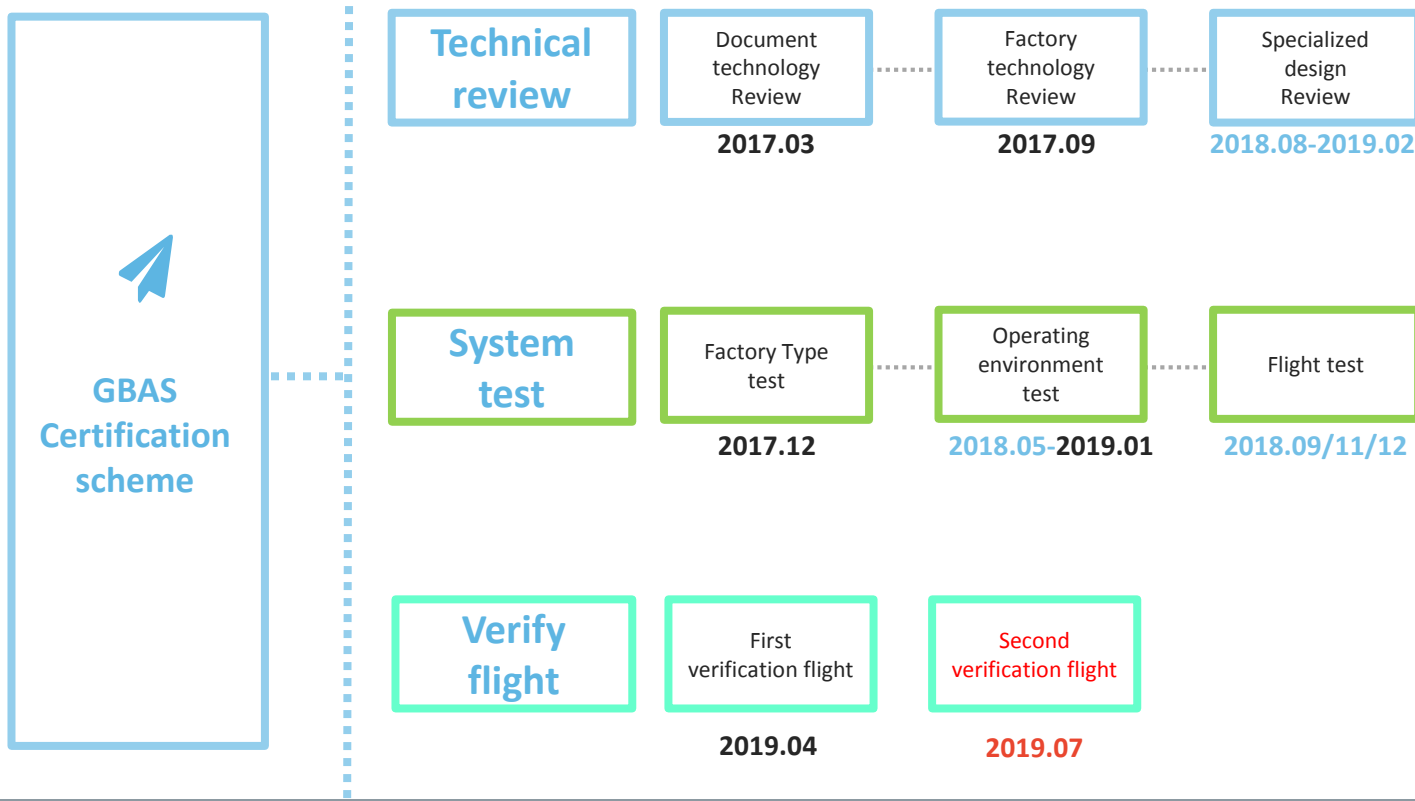 GBAS
Certification
scheme
Technical
review
Document
technology
Review
2017.03
Factory
technology
Review
2017.09
Specialized
design
Review
2018.08-2019.02
System
test
Factory Type
test
2017.12
Operating
environment
test
2018.05-2019.01
Flight test
2018.09/11/12
Verify
flight
First
verification flight
2019.04
Second
verification flight
2019.07